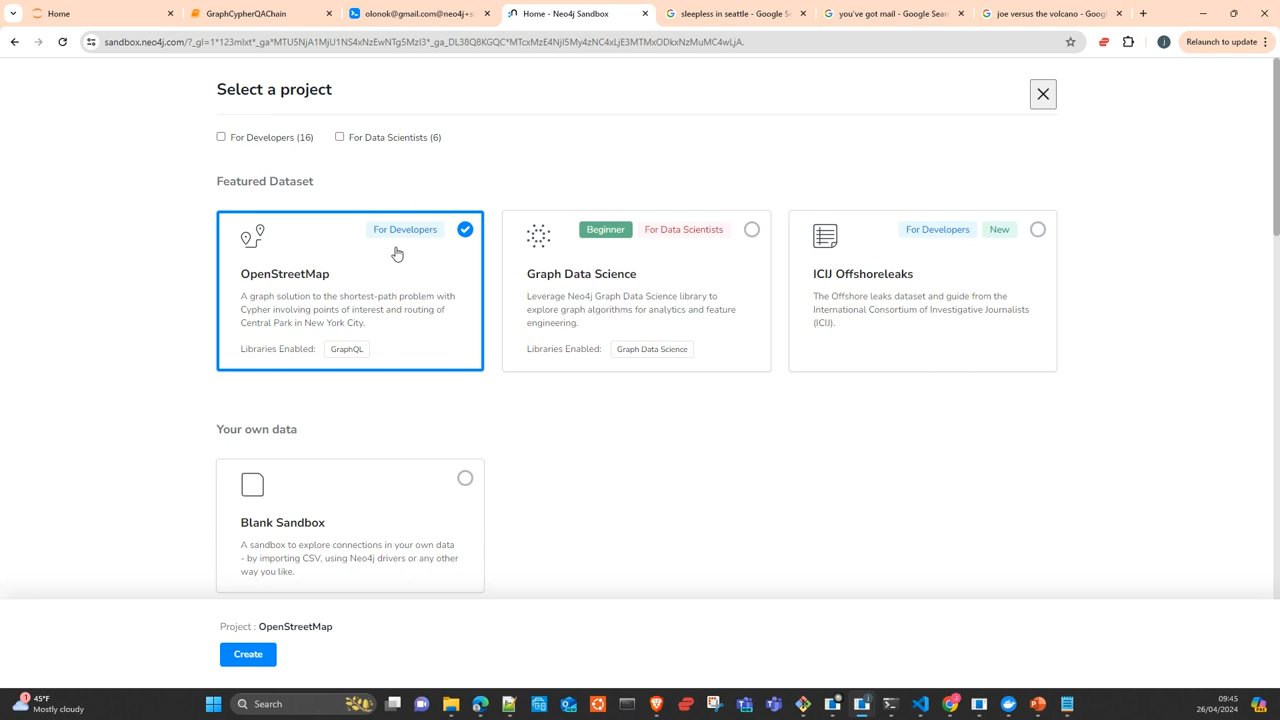 Home
GraphCypherQAChain
olonok@gmail.com@neo4j+s
Home - Neo4j Sandbox
sleepless in seattle - Google Se
you've got mail - Google Sear
joe versus the volcano - Goog
Relaunch to update
Select a project
For Developers (16)
For Data Scientists (6)
Featured Dataset
For Developers
OpenStreetMap
A graph solution to the shortest-path problem with
Cypher involving points of interest and routing of
Central Park in New York City.
Libraries Enabled: GraphQL
Beginner For Data Scientists
Graph Data Science
Leverage Neo4j Graph Data Science library to
explore graph algorithms for analytics and feature
engineering.
Libraries Enabled: Graph Data Science
For Developers New
ICIJ Offshoreleaks
The Offshore leaks dataset and guide from the
International Consortium of Investigative Journalists
(ICIJ).
Your own data
Blank Sandbox
A sandbox to explore connections in your own data
- by importing CSV, using Neo4j drivers or any other
way you like.
Project : OpenStreetMap
Create
1
45°F
Mostly cloudy
Search
09:45
26/04/2024